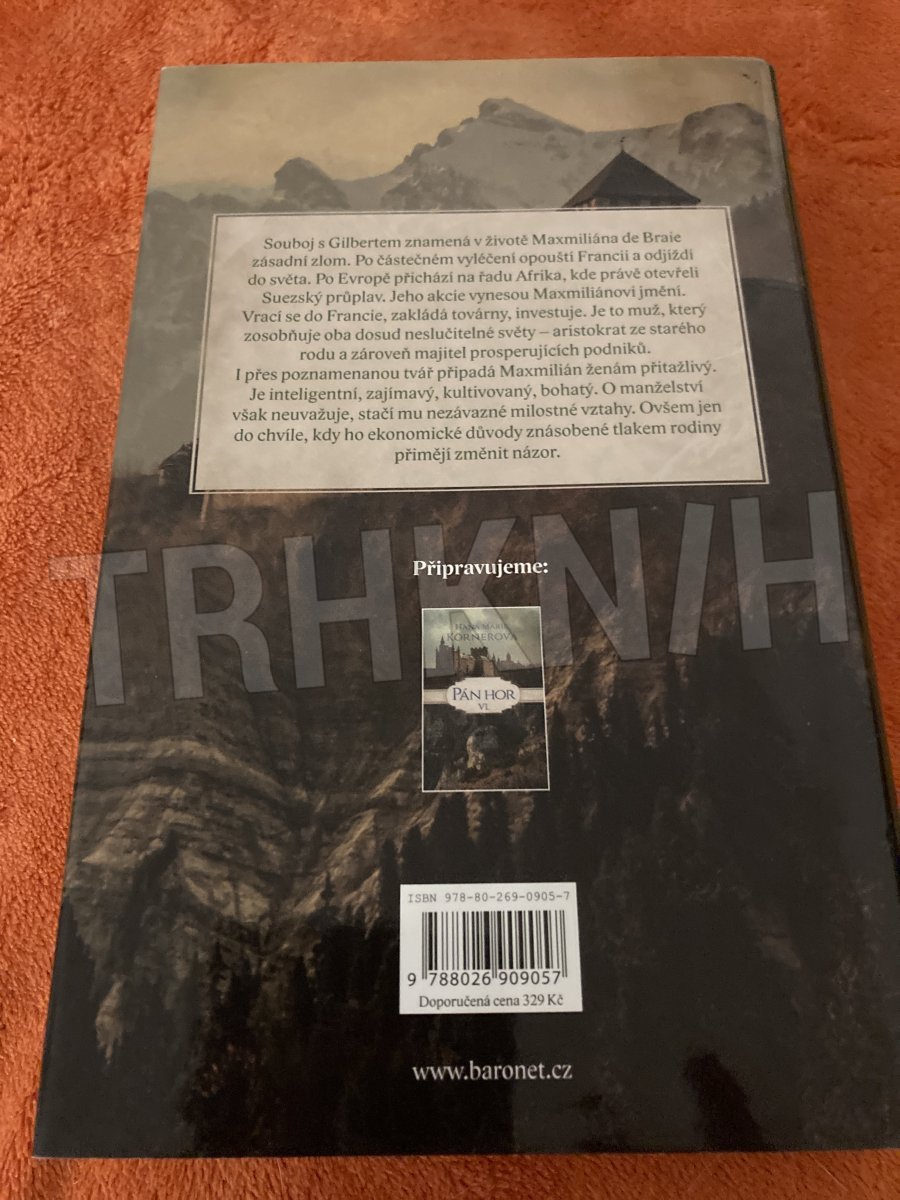 Souboj s Gilbertem znamená v životě Maxmiliána de Braie
zásadní zlom. Po částečném vyléčení opouští Francii a odjíždí
do světa. Po Evropě přichází na řadu Afrika, kde právě otevřeli
Suezský průplav. Jeho akcie vynesou Maxmiliánovi jmění.
Vrací se do Francie, zakládá továrny, investuje. Je to muž, který
zosobňuje oba dosud neslučitelné světy – aristokrat ze starého
rodu a zároveň majitel prosperujících podniků.
I přes poznamenanou tvář připadá Maxmilián ženám přitažlivý.
Je inteligentní, zajímavý, kultivovaný, bohatý. O manželství
však neuvažuje, stačí mu nezávazné milostné vztahy. Ovšem jen
do chvíle, kdy ho ekonomické důvody znásobené tlakem rodiny
přimějí změnit názor.
TRHKN/H
Připravujeme:
HANA MARIE
KÖRNEROVÁ
PÁN HOR
VI.
ISBN 978-80-269-0905-7
9 788026 909057
Doporučená cena 329 Kč
www.baronet.cz